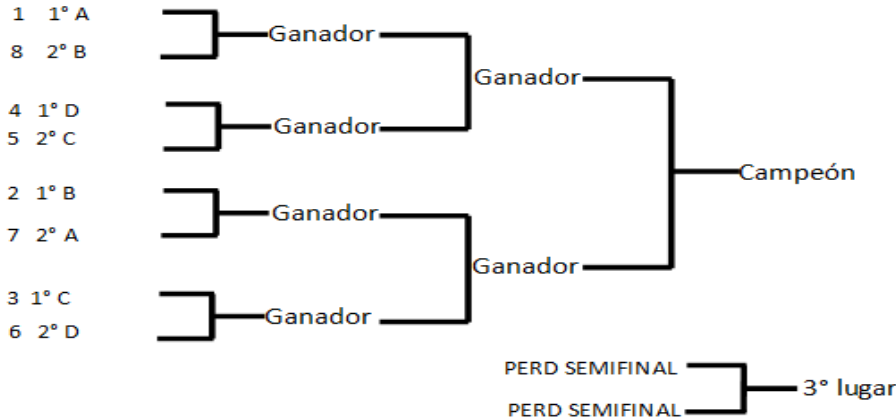 1 1° A
Ganador
8 2° B
Ganador
4 1° D
Ganador
5 2° C
Campeón
2 1° B
Ganador
7 2° A
Ganador
3 1° C
Ganador
6 2° D
PERD SEMIFINAL
3° lugar
PERD SEMIFINAL